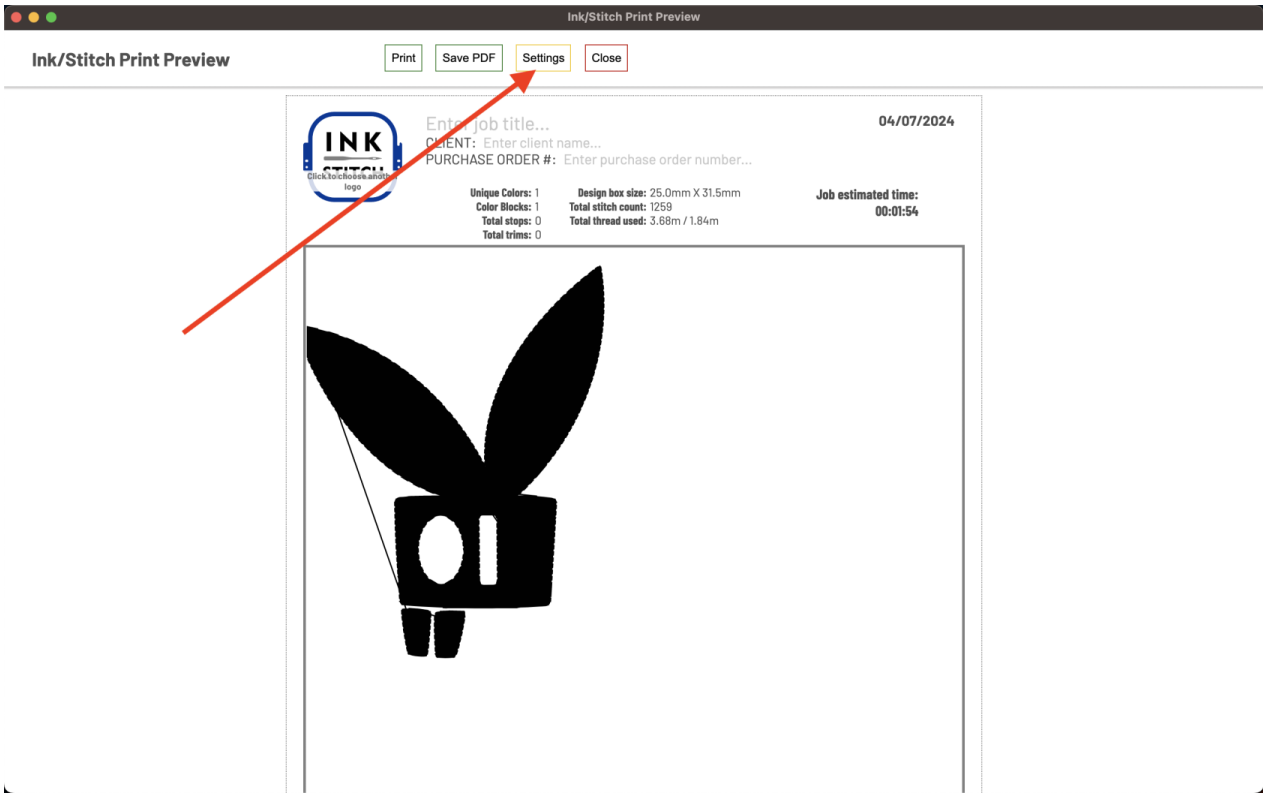 Ink/Stitch Print Preview
Ink/Stitch Print Preview
Print Save PDF Settings Close
INK
STITCH
Click to choose another
logo
Enter job title...
CLIENT: Enter client name...
PURCHASE ORDER #: Enter purchase order number...
04/07/2024
Unique Colors: 1
Color Blocks: 1
Total stops: 0
Total trims: 0
Design box size: 25.0mm X 31.5mm
Total stitch count: 1259
Total thread used: 3.68m / 1.84m
Job estimated time:
00:01:54